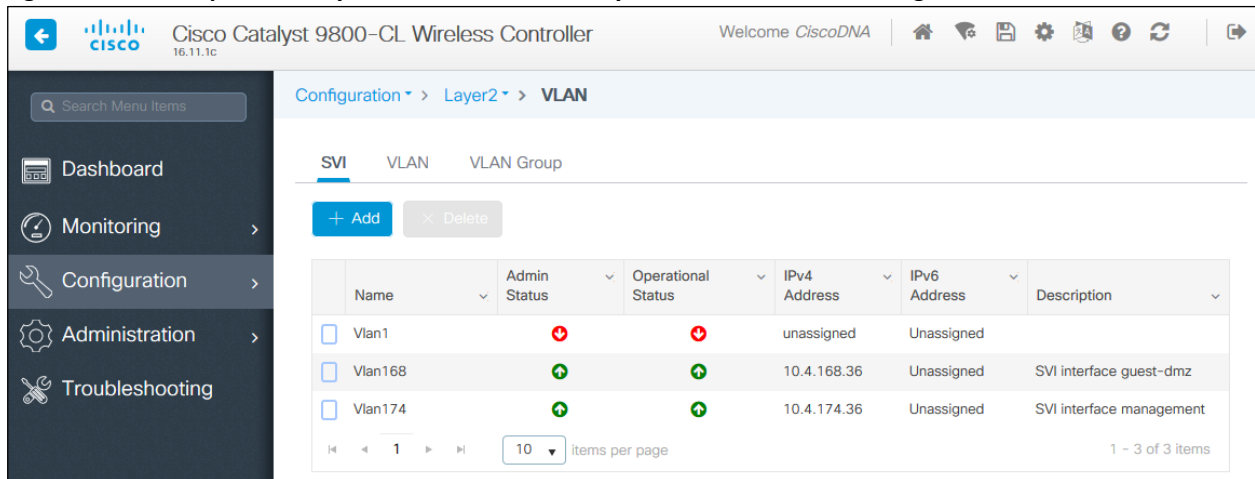 CISCO
Cisco Catalyst 9800-CL Wireless Controller
16.11.1c
Welcome CiscoDNA
Search Menu Items
Dashboard
Monitoring
Configuration
Administration
Troubleshooting
Configuration > Layer2 > VLAN
SVI VLAN VLAN Group
+ Add × Delete
Name Admin Status Operational Status IPv4 Address IPv6 Address Description
Vlan1 unassigned Unassigned
Vlan168 10.4.168.36 Unassigned SVI interface guest-dmz
Vlan174 10.4.174.36 Unassigned SVI interface management
1 10 items per page 1 - 3 of 3 items